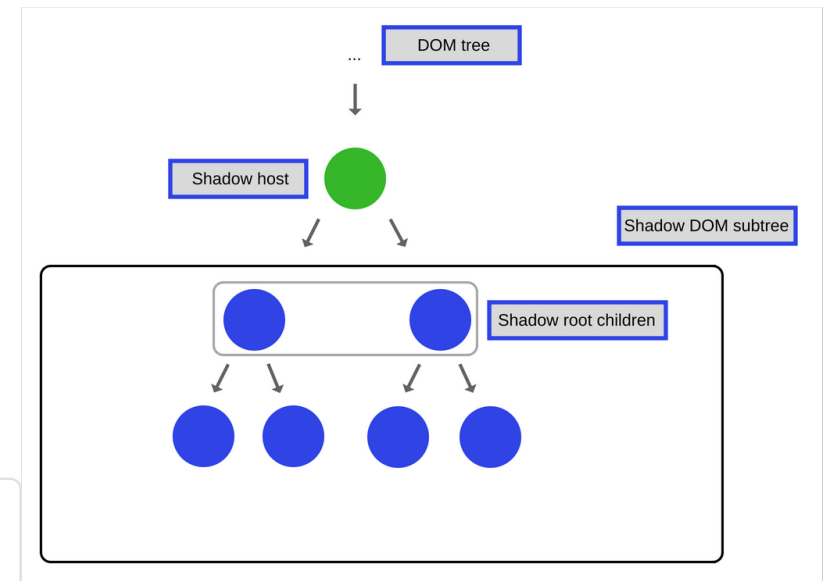 DOM tree
...
Shadow host
Shadow DOM subtree
Shadow root children